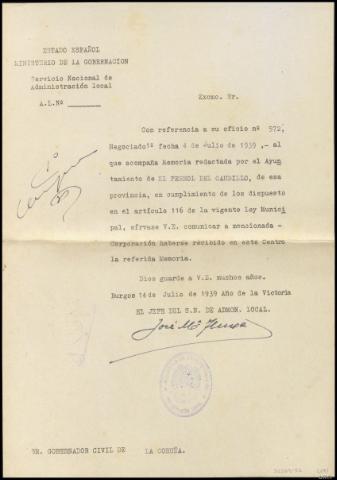 ESTADO ESPAÑOL
MINISTERIO DE LA GOBERNACION
Servicio Nacional de
Administración local
A.L.Nº
Excmo. Sr.
Con referencia a su oficio nº 572,
Negociado 1º fecha 4 de Julio de 1939 ,- al
que acompaña Memoria redactada por el Ayun
tamiento de EL FERROL DEL CAUDILLO, de esa
provincia, en cumplimiento de los dispuesto
en el artículo 116 de la vigente Ley Munici
pal, sírvase V.E. comunicar a mencionada -
Corporación haberse recibido en este Centro
la referida Memoria.
Dios guarde a V.E. muchos años.
Burgos 14 de Julio de 1939 Año de la Victoria
EL JEFE DEL S.N. DE ADMON. LOCAL.
José Mª
SR. GOBERNADOR CIVIL DE LA CORUÑA.